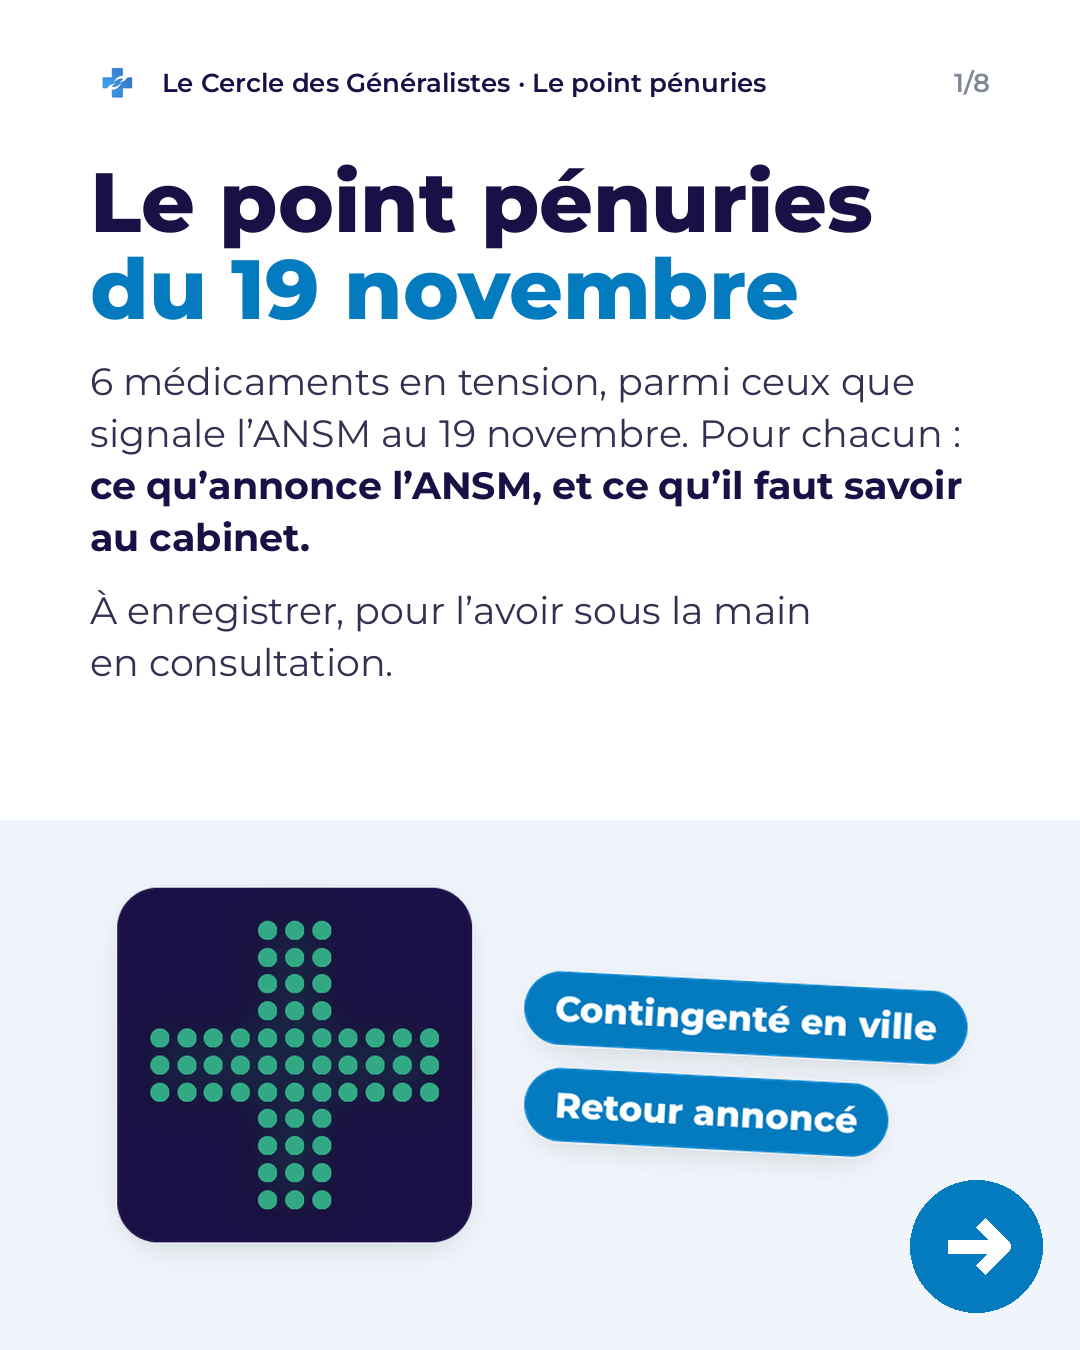 Le Cercle des Généralistes · Le point pénuries
1/8
Le point pénuries
du 19 novembre
6 médicaments en tension, parmi ceux que
signale l’ANSM au 19 novembre. Pour chacun :
ce qu’annonce l’ANSM, et ce qu’il faut savoir
au cabinet.
À enregistrer, pour l’avoir sous la main
en consultation.
Contingenté en ville
Retour annoncé